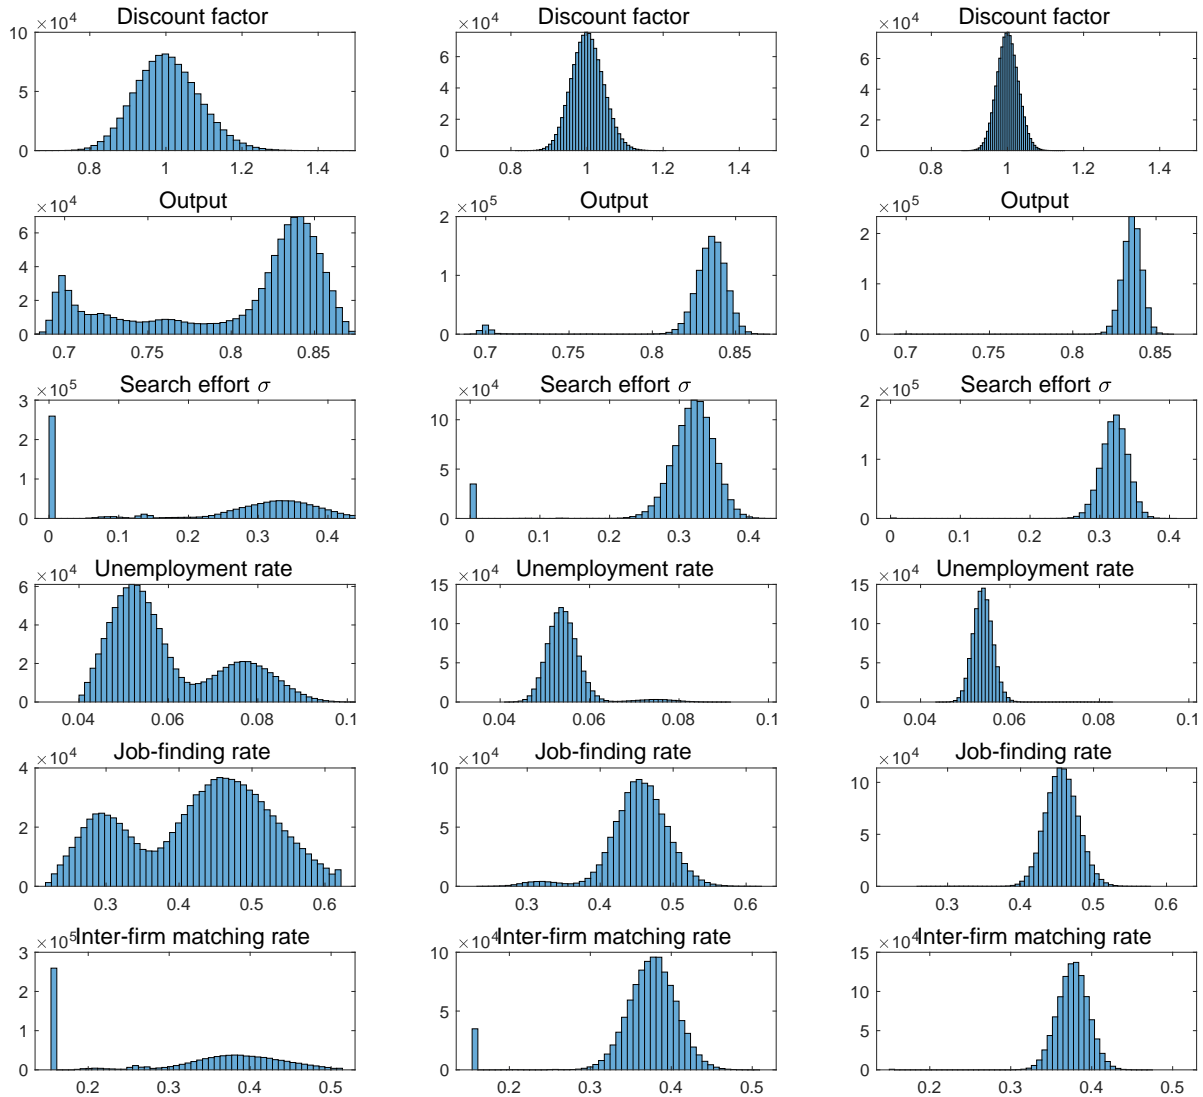 Discount factor Discount factor Discount factor
×10^4 ×10^4 ×10^4
10 6 6
5 4 4
0 2 2
0 0
0.8 1 1.2 1.4 0.8 1 1.2 1.4 0.8 1 1.2 1.4
Output Output Output
×10^4 ×10^5 ×10^5
6 2 2
4 1 1
2 0 0
0
0.7 0.75 0.8 0.85 0.7 0.75 0.8 0.85 0.7 0.75 0.8 0.85
Search effort σ Search effort σ Search effort σ
×10^5 ×10^4 ×10^5
3 10 2
2 5 1
1 0 0
0
0 0.1 0.2 0.3 0.4 0 0.1 0.2 0.3 0.4 0 0.1 0.2 0.3 0.4
Unemployment rate Unemployment rate Unemployment rate
×10^4 ×10^4 ×10^4
6 15 15
4 10 10
2 5 5
0 0 0
0.04 0.06 0.08 0.1 0.04 0.06 0.08 0.1 0.04 0.06 0.08 0.1
Job-finding rate Job-finding rate Job-finding rate
×10^4 ×10^4 ×10^4
4 10 10
2 5 5
0 0 0
0.3 0.4 0.5 0.6 0.3 0.4 0.5 0.6 0.3 0.4 0.5 0.6
Inter-firm matching rate Inter-firm matching rate Inter-firm matching rate
×10^5 ×10^4 ×10^4
3 10 15
2 5 10
1 0 5
0 0
0.2 0.3 0.4 0.5 0.2 0.3 0.4 0.5 0.2 0.3 0.4 0.5